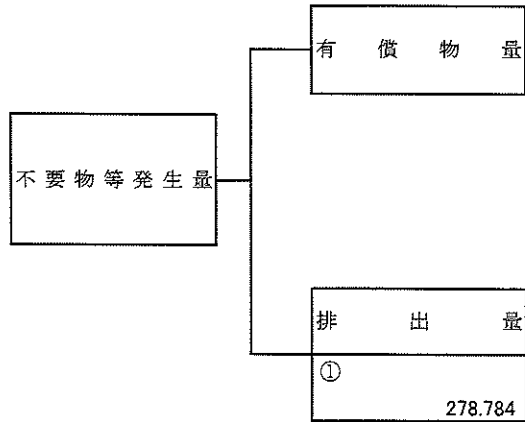 有償物量
不要物等発生量
排出量
①
278.784